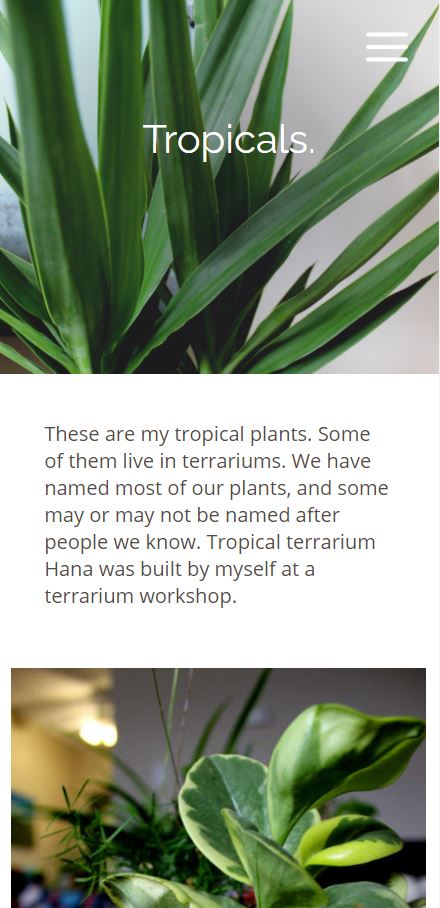 Tropicals.
These are my tropical plants. Some
of them live in terrariums. We have
named most of our plants, and some
may or may not be named after
people we know. Tropical terrarium
Hana was built by myself at a
terrarium workshop.